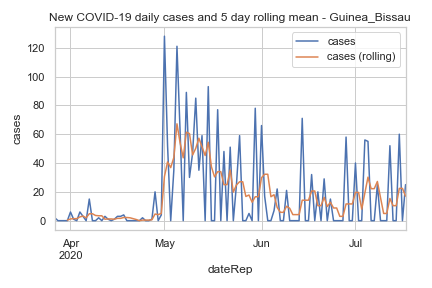 New COVID-19 daily cases and 5 day rolling mean - Guinea_Bissau
cases
cases (rolling)
120
100
80
60
40
20
0
cases
Apr
2020
May
Jun
Jul
dateRep